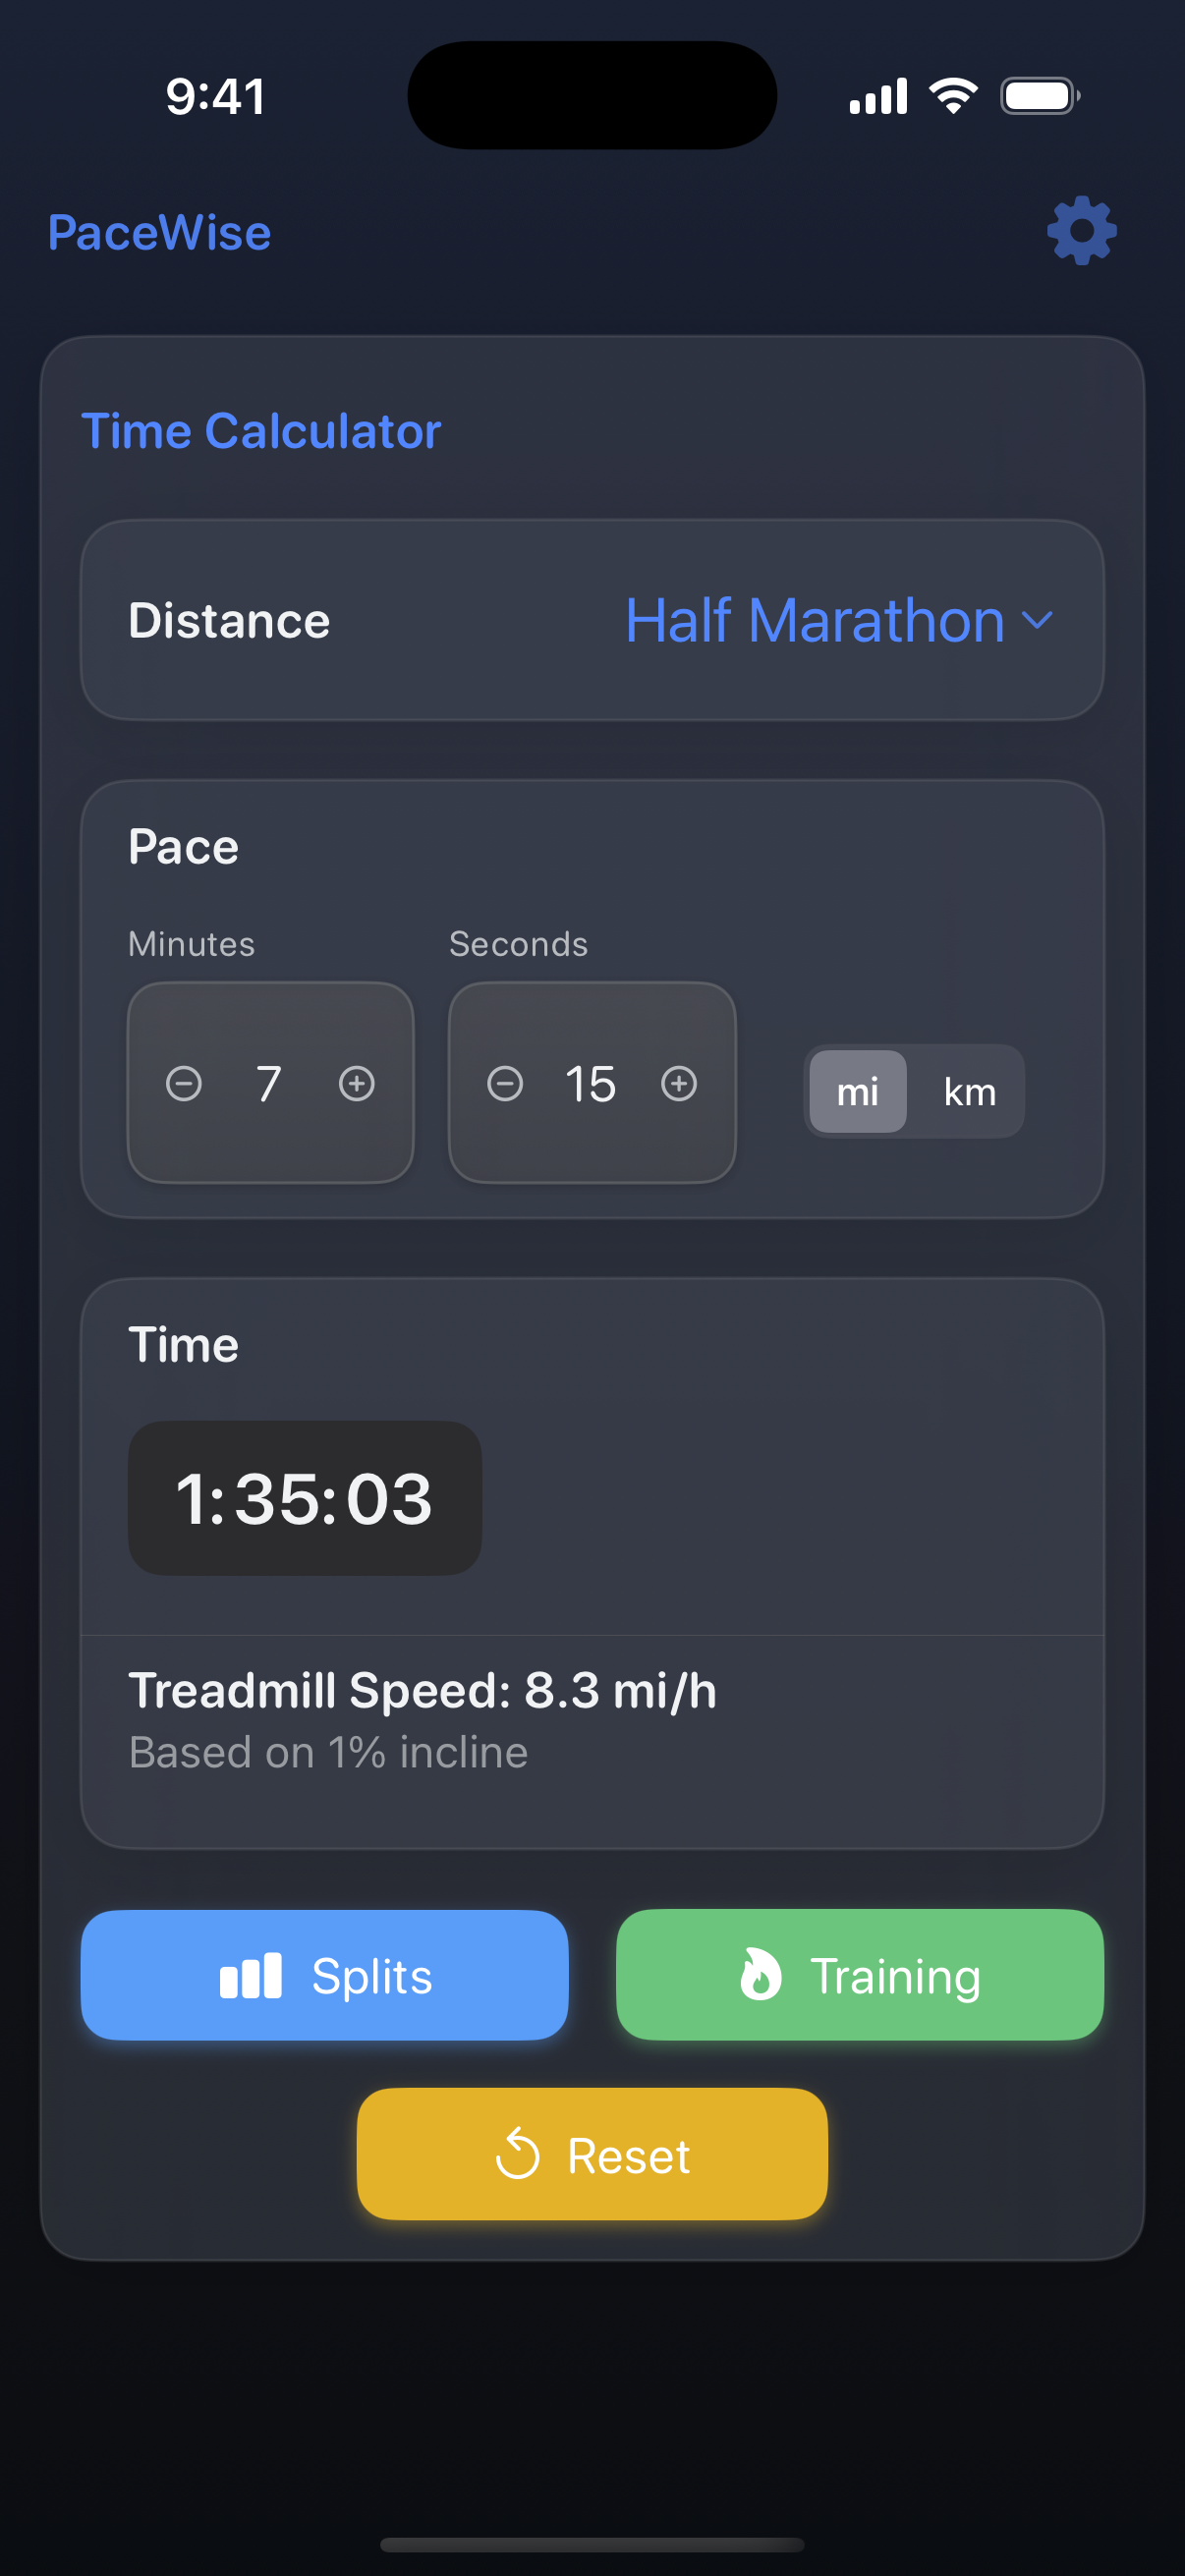 9:41
PaceWise
Time Calculator
Distance Half Marathon
Pace
Minutes Seconds
7 15 mi km
Time
1:35:03
Treadmill Speed: 8.3 mi/h
Based on 1% incline
Splits Training
Reset